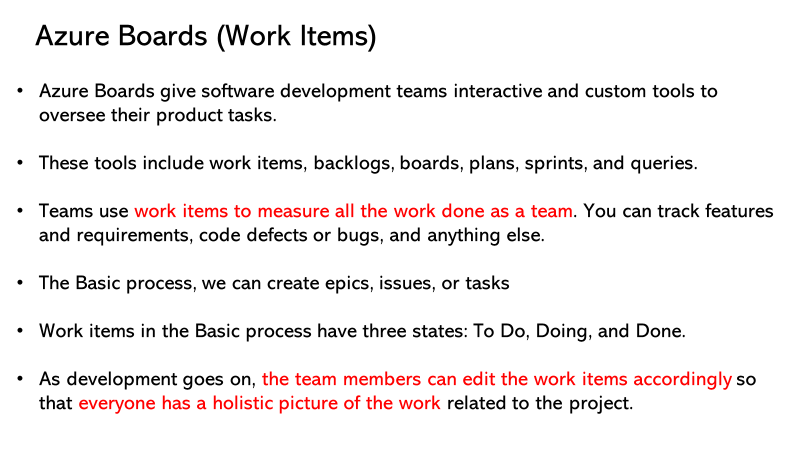 Azure Boards (Work Items)
• Azure Boards give software development teams interactive and custom tools to
oversee their product tasks.
• These tools include work items, backlogs, boards, plans, sprints, and queries.
• Teams use work items to measure all the work done as a team. You can track features
and requirements, code defects or bugs, and anything else.
• The Basic process, we can create epics, issues, or tasks
• Work items in the Basic process have three states: To Do, Doing, and Done.
• As development goes on, the team members can edit the work items accordingly so
that everyone has a holistic picture of the work related to the project.